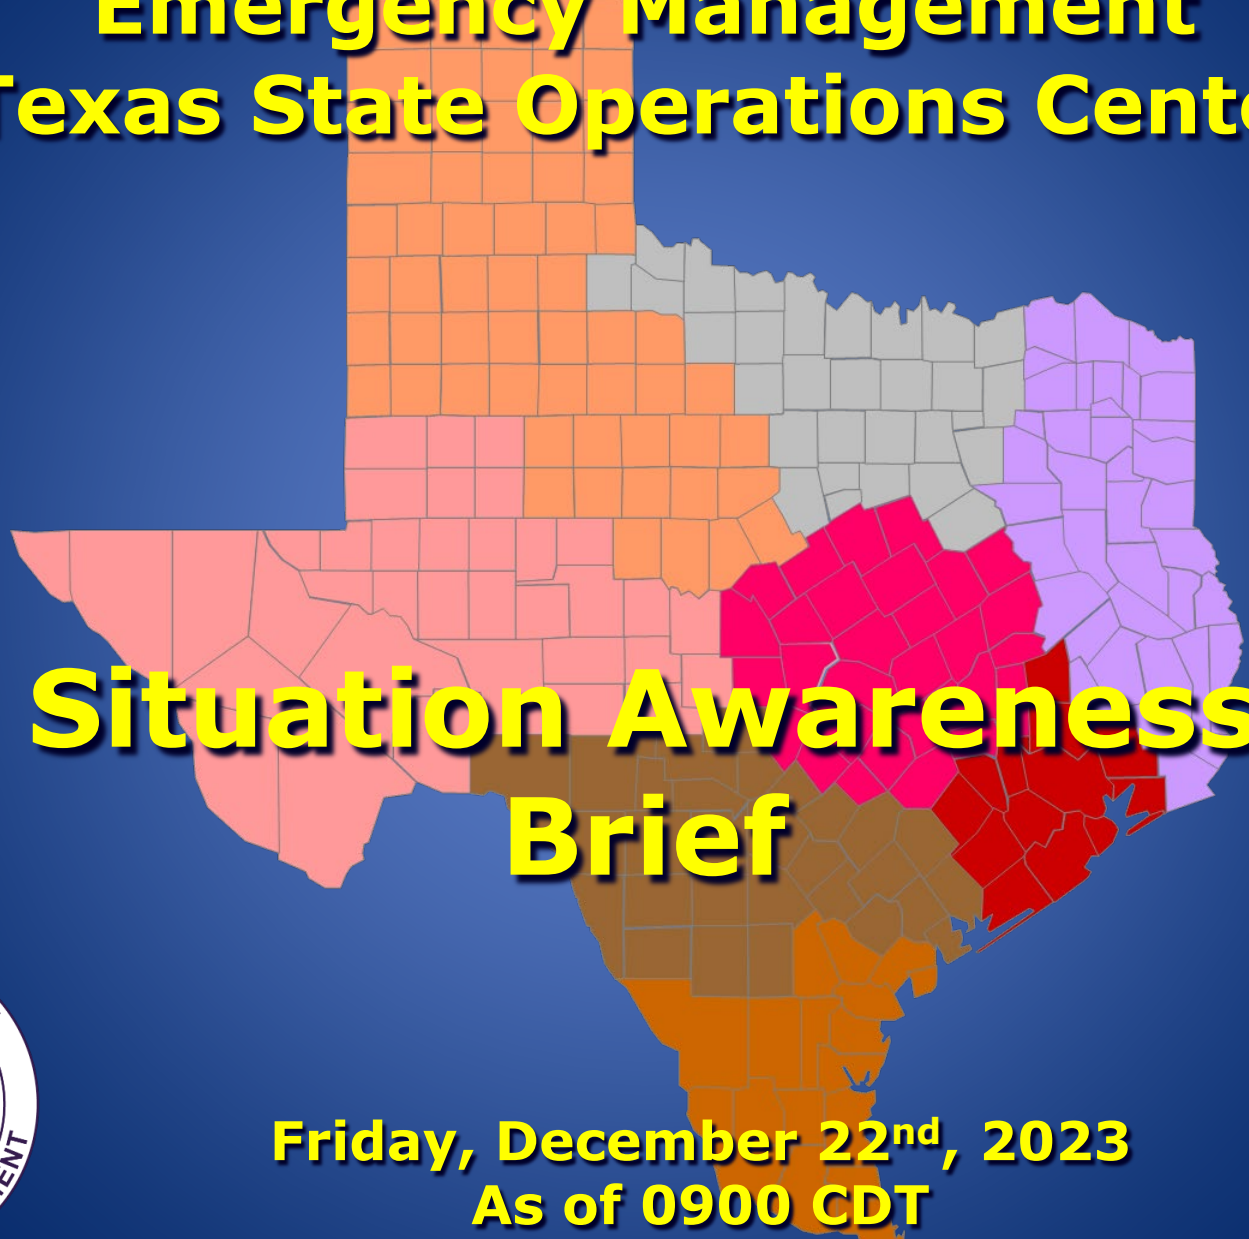 Emergency Management
Texas State Operations Cente
Situation Awareness
Brief
Friday, December 22nd, 2023
As of 0900 CDT